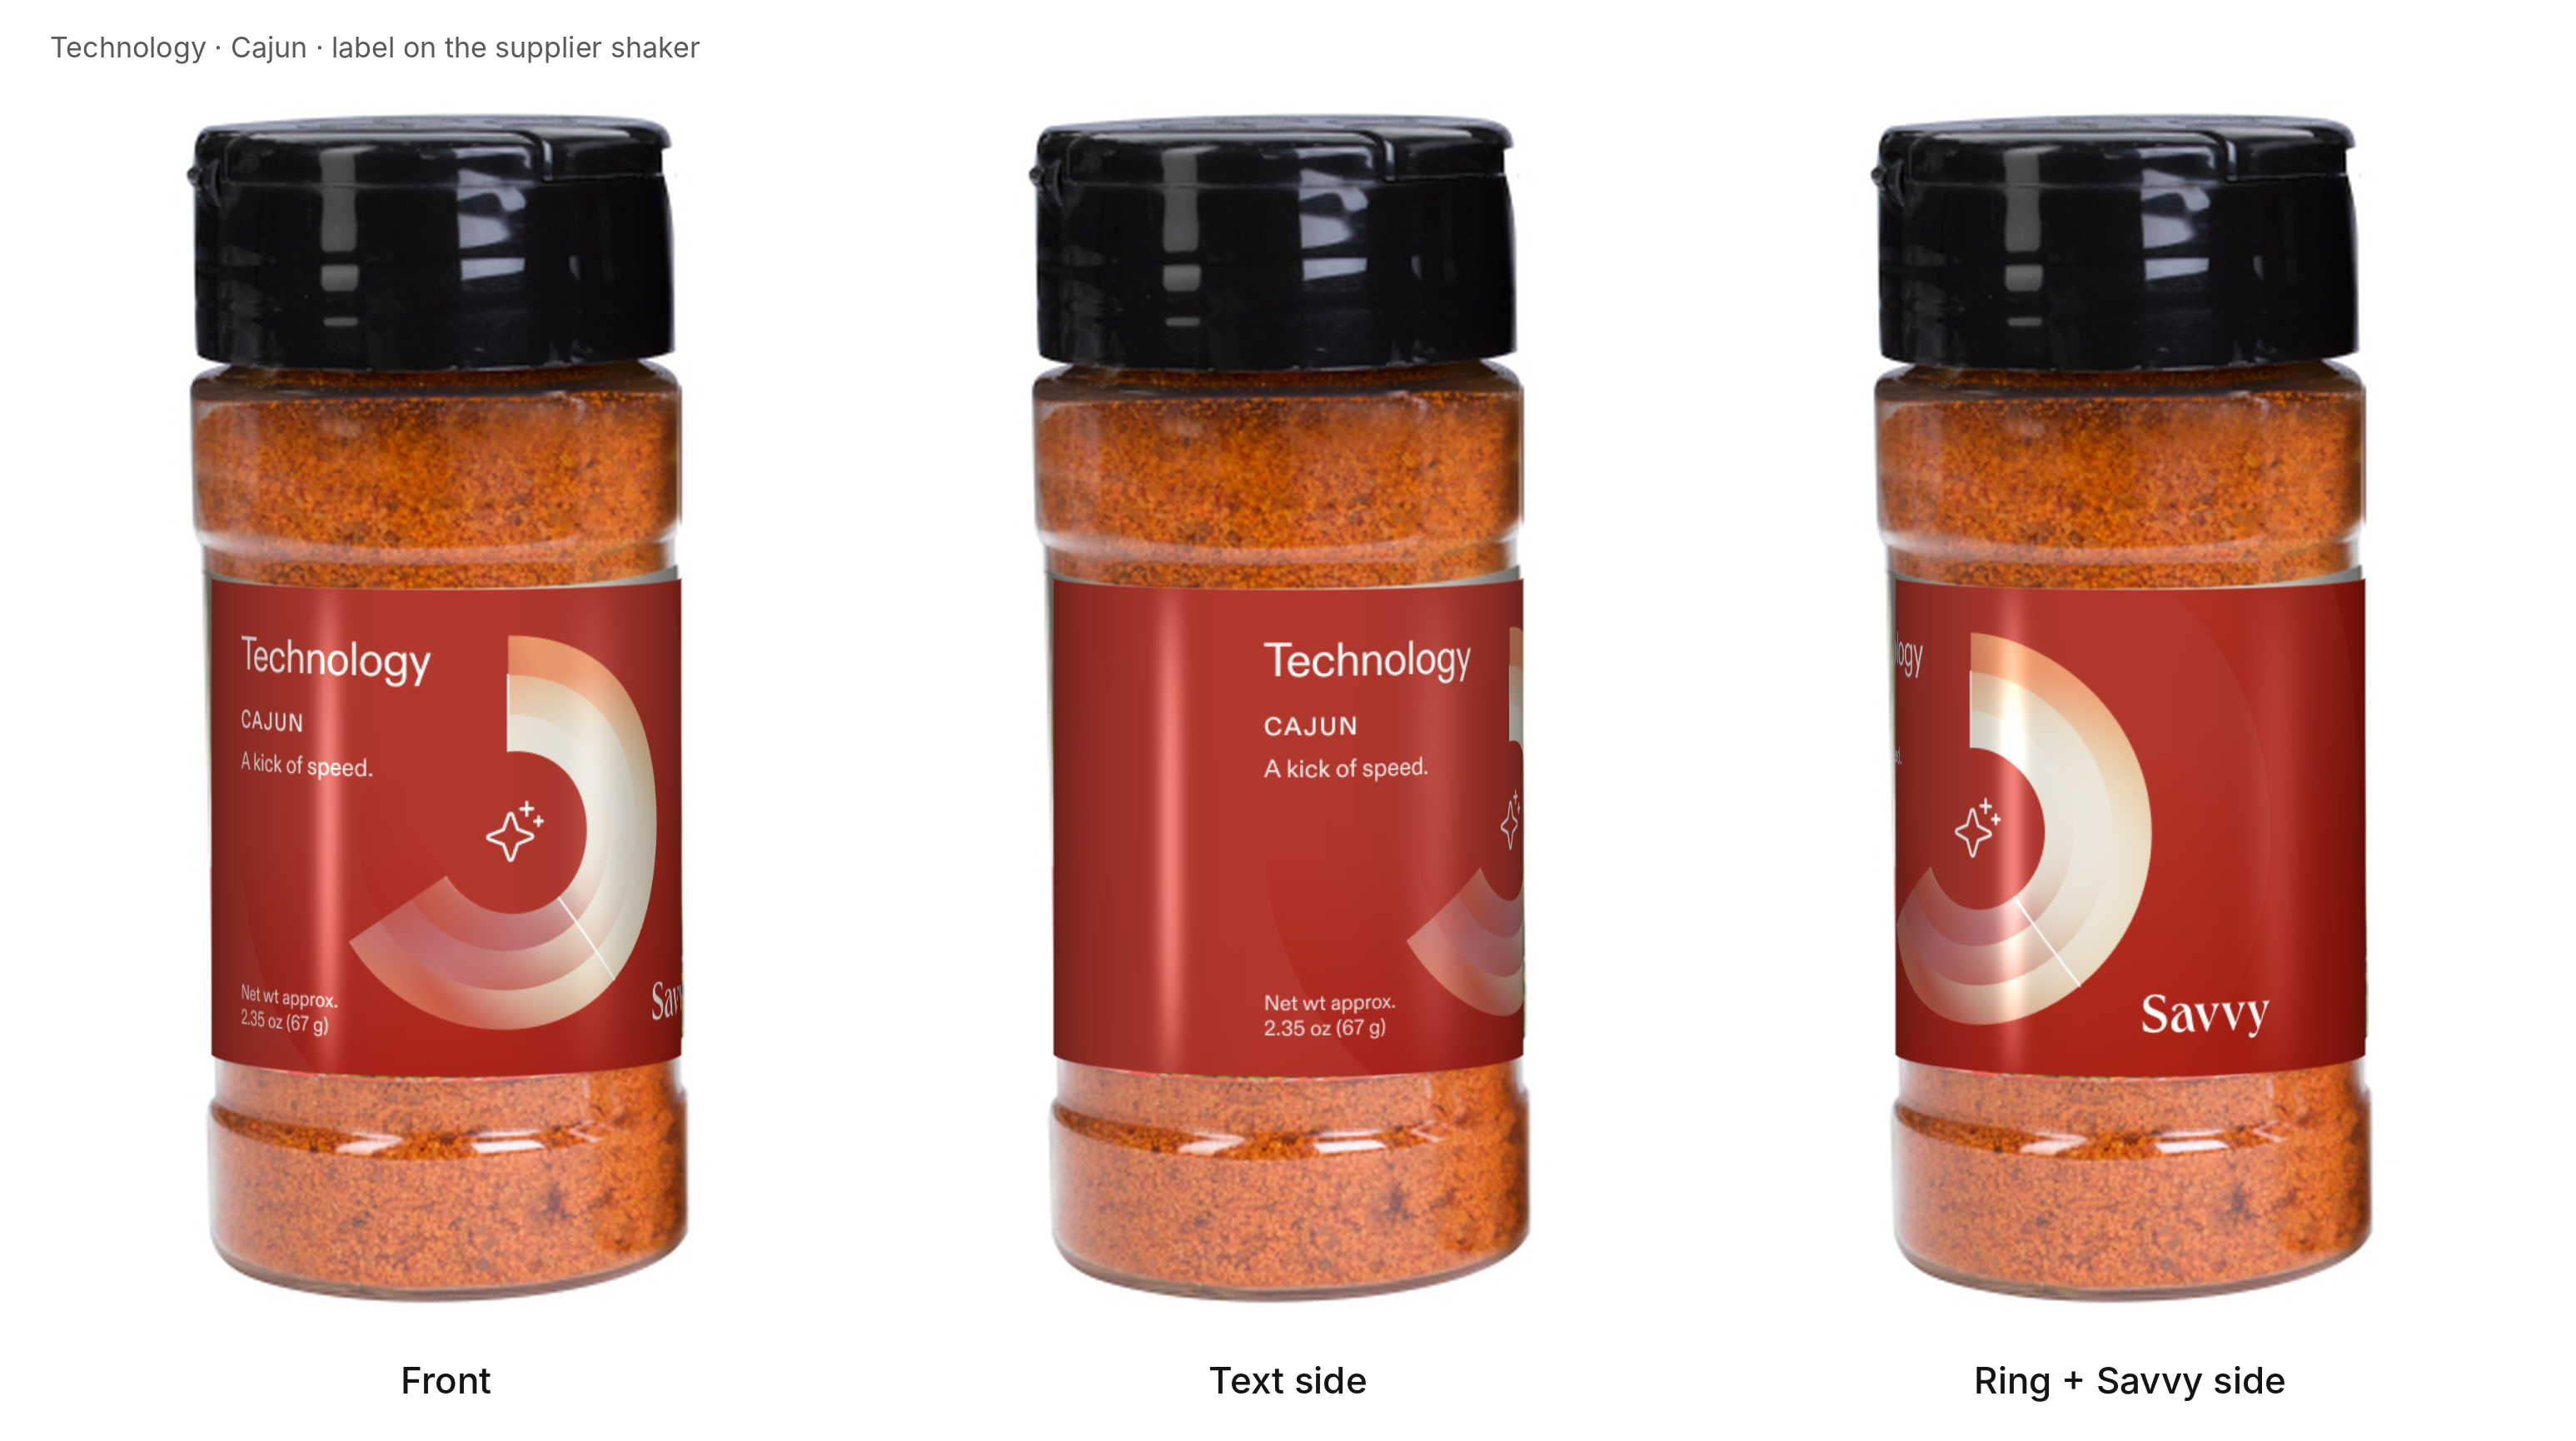 Technology · Cajun · label on the supplier shaker
Technology
CAJUN
A kick of speed.
Net wt approx.
2.35 oz (67 g)
Savv
Front
Technology
CAJUN
A kick of speed.
Net wt approx.
2.35 oz (67 g)
Text side
logy
Savvy
Ring + Savvy side